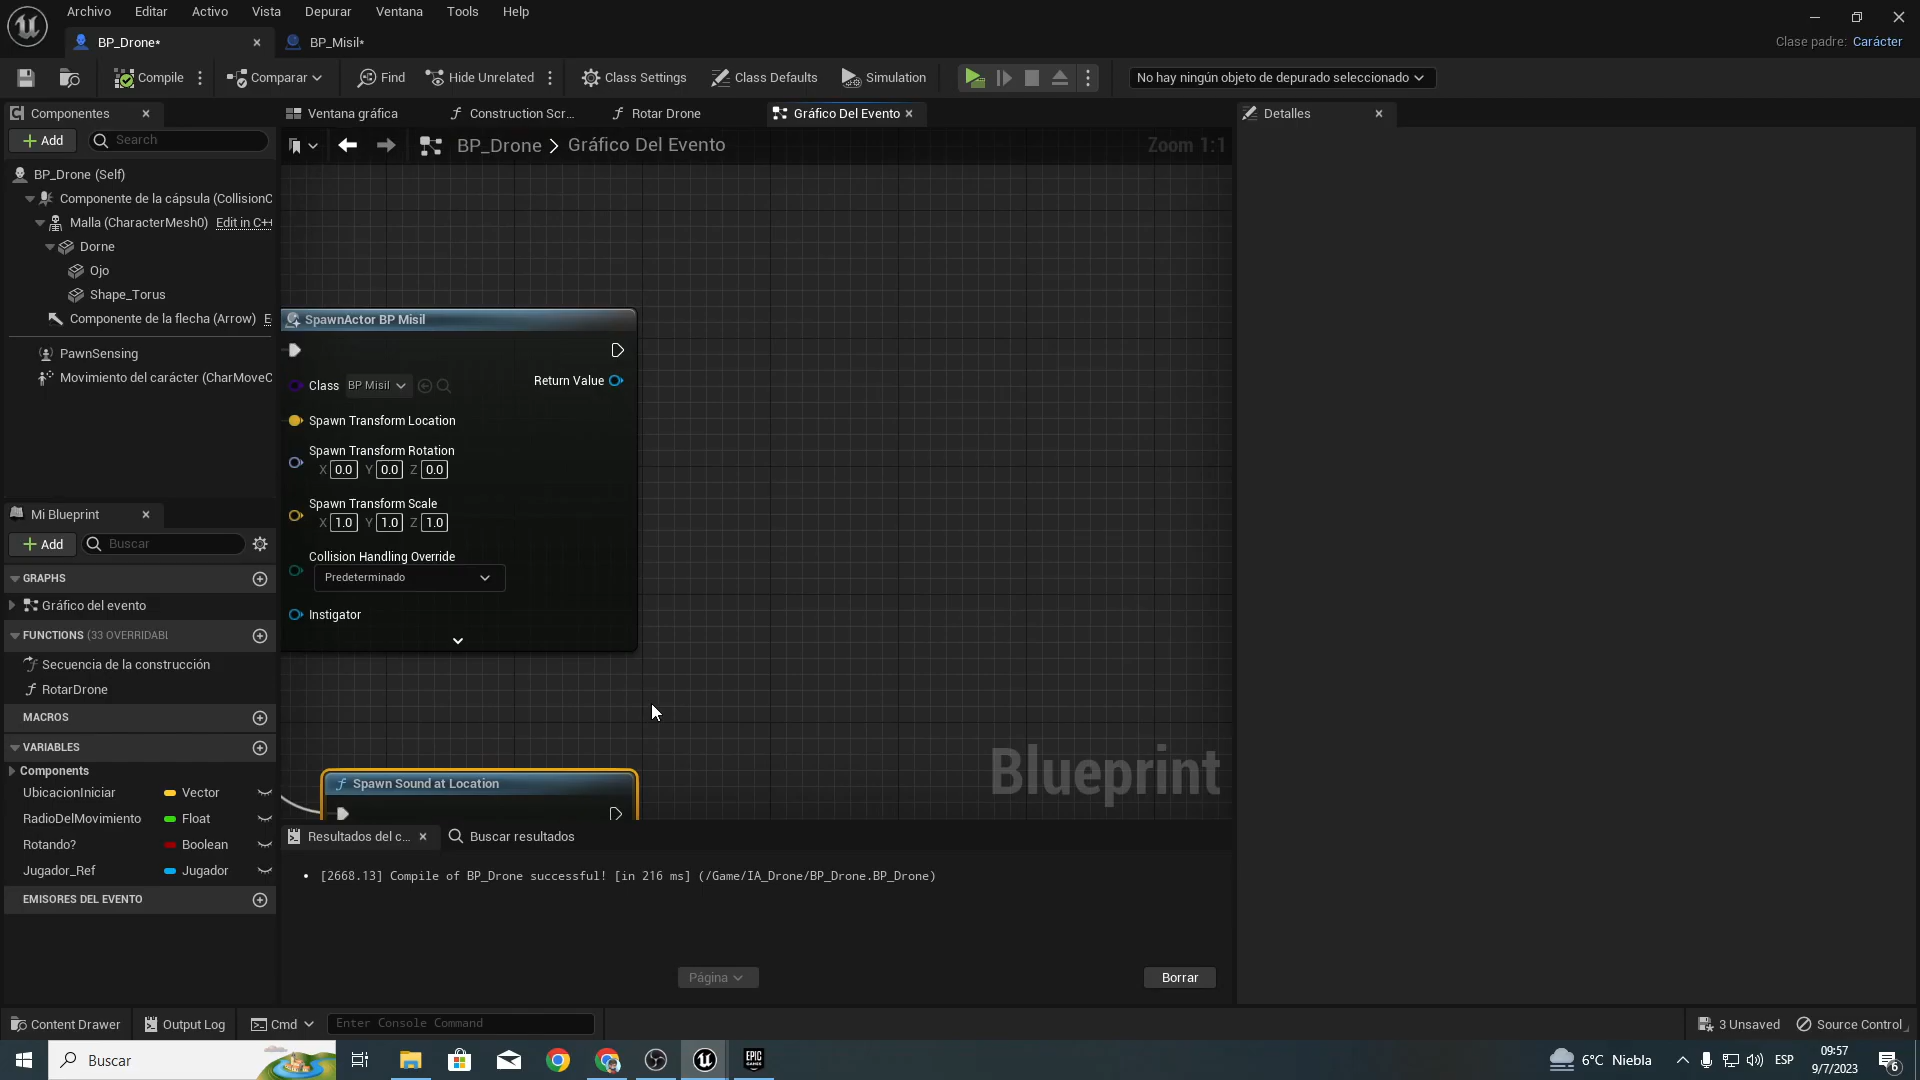 Archivo Editar Activo Vista Depurar Ventana Tools Help
BP_Drone* BP_Misil* Clase padre: Carácter
Compile Comparar Find Hide Unrelated Class Settings Class Defaults Simulation No hay ningún objeto de depurado seleccionado
Componentes
Add Search
BP_Drone (Self)
Componente de la cápsula (CollisionC
Malla (CharacterMesh0) Edit in C++
Dorne
Ojo
Shape_Torus
Componente de la flecha (Arrow) E
PawnSensing
Movimiento del carácter (CharMoveC
Mi Blueprint
Add Buscar
GRAPHS
Gráfico del evento
FUNCTIONS (33 OVERRIDABL
Secuencia de la construcción
RotarDrone
MACROS
VARIABLES
Components
UbicacionIniciar Vector
RadioDelMovimiento Float
Rotando? Boolean
Jugador_Ref Jugador
EMISORES DEL EVENTO
Ventana gráfica Construction Scr... Rotar Drone Gráfico Del Evento
BP_Drone > Gráfico Del Evento Zoom 1:1
SpawnActor BP Misil
Class BP Misil Return Value
Spawn Transform Location
Spawn Transform Rotation
X 0.0 Y 0.0 Z 0.0
Spawn Transform Scale
X 1.0 Y 1.0 Z 1.0
Collision Handling Override
Predeterminado
Instigator
Blueprint
Spawn Sound at Location
Resultados del c... Buscar resultados
• [2668.13] Compile of BP_Drone successful! [in 216 ms] (/Game/IA_Drone/BP_Drone.BP_Drone)
Página Borrar
Detalles
Content Drawer Output Log Cmd Enter Console Command 3 Unsaved Source Control
Buscar EPIC GAMES 6°C Niebla ESP 09:57
9/7/2023 6